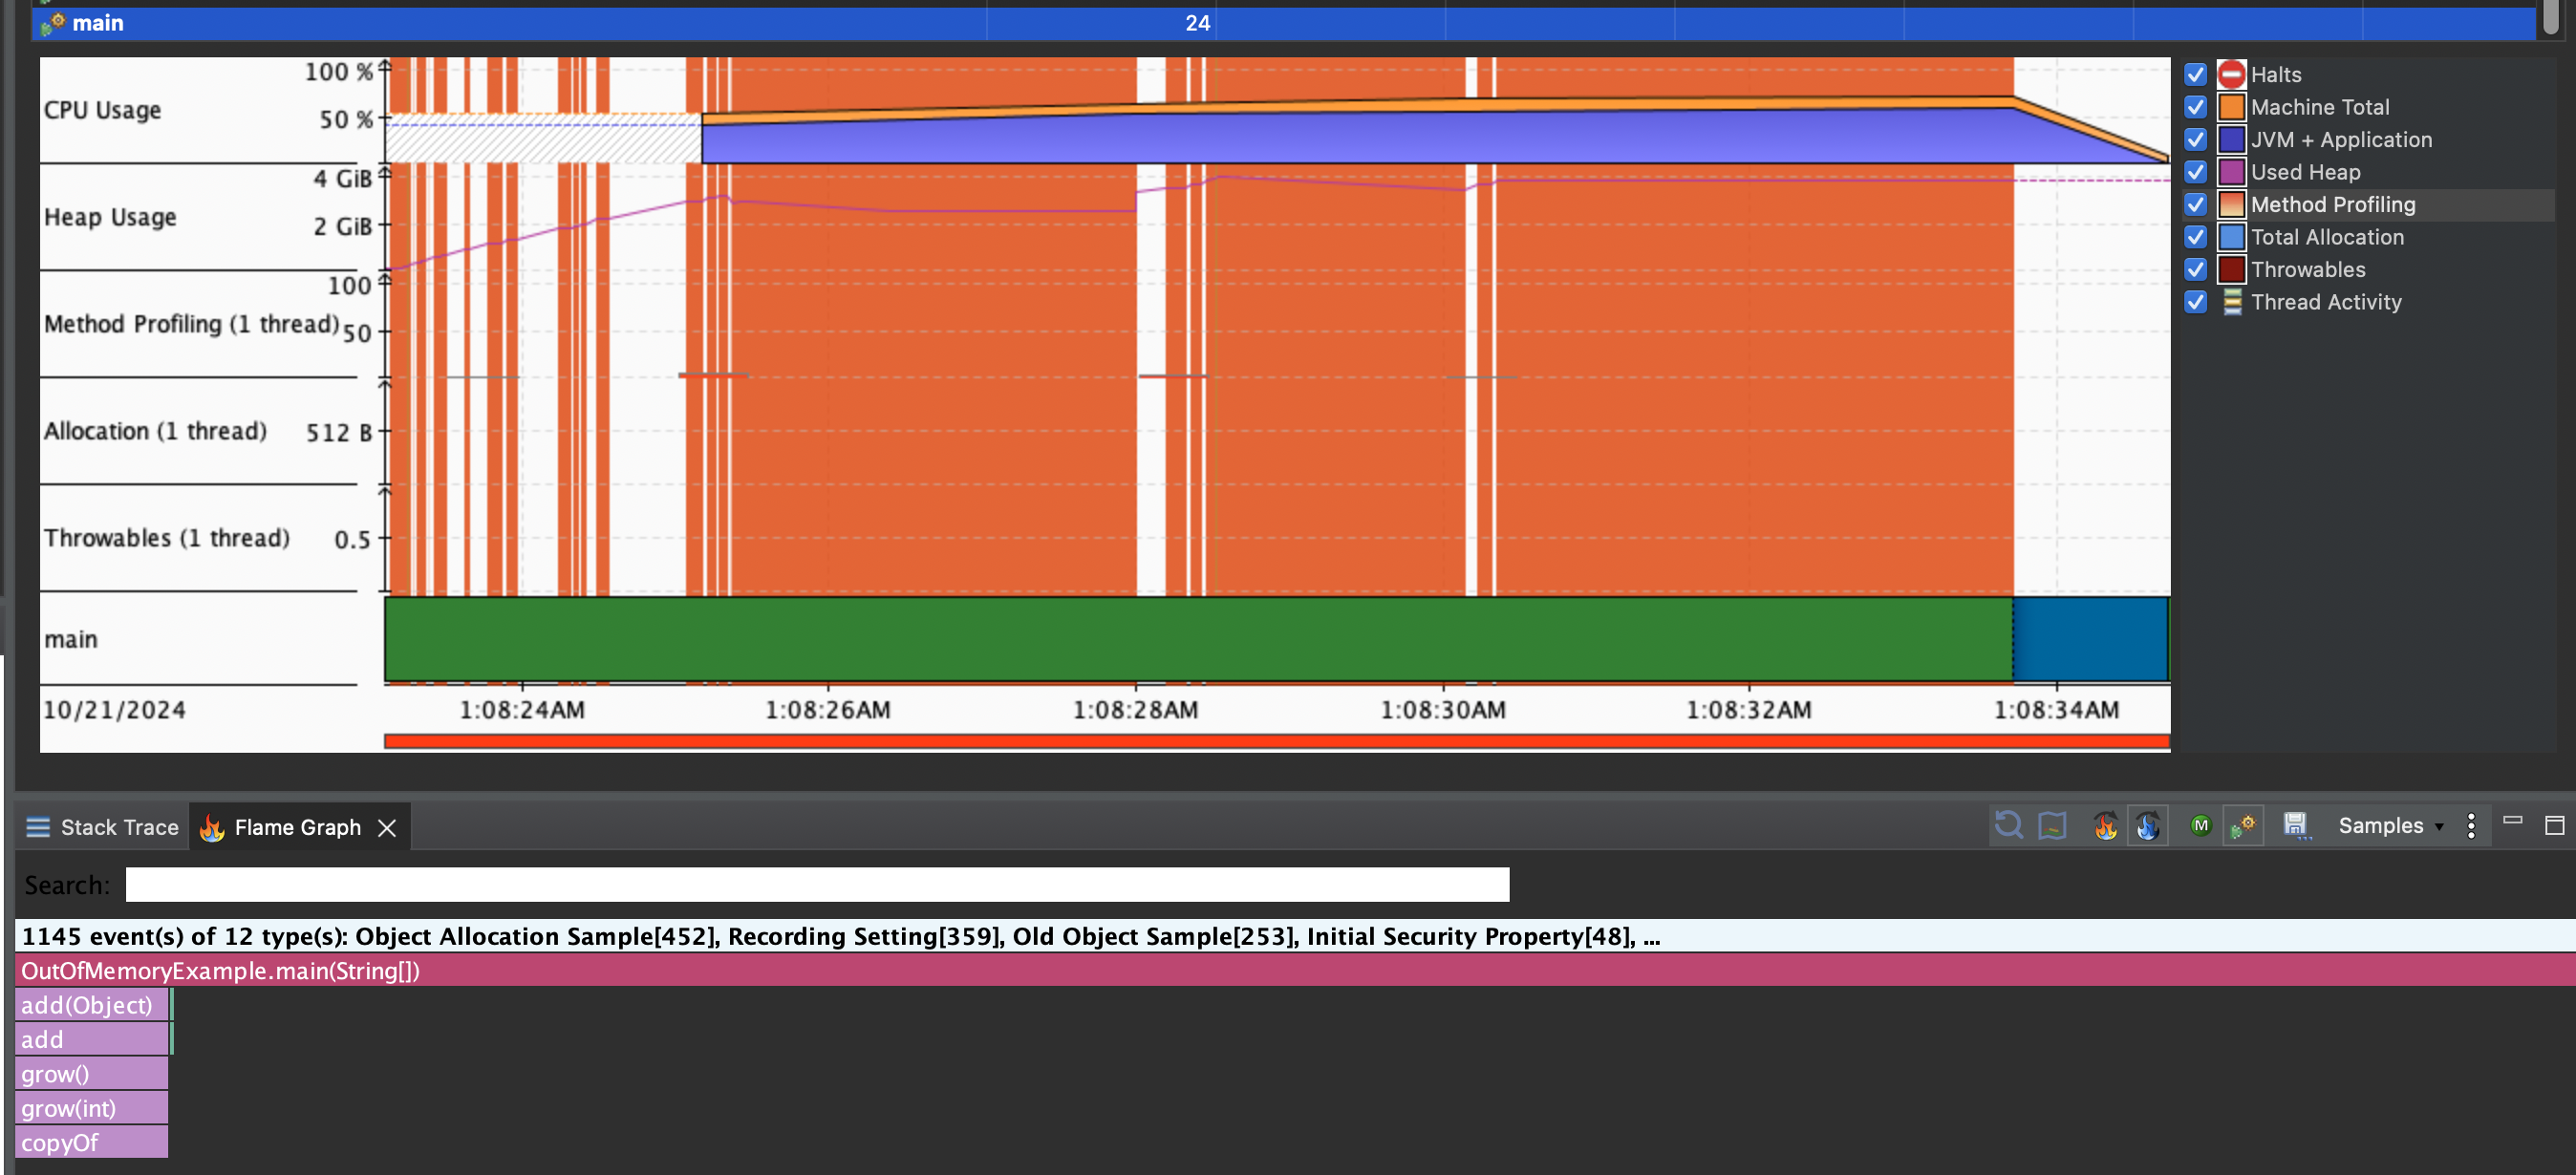 main 24
100 %
CPU Usage
50 %
4 GiB
Heap Usage
2 GiB
100
Method Profiling (1 thread) 50
Allocation (1 thread) 512 B
Throwables (1 thread) 0.5
main
10/21/2024 1:08:24AM 1:08:26AM 1:08:28AM 1:08:30AM 1:08:32AM 1:08:34AM
Halts
Machine Total
JVM + Application
Used Heap
Method Profiling
Total Allocation
Throwables
Thread Activity
Stack Trace Flame Graph M Samples
Search:
1145 event(s) of 12 type(s): Object Allocation Sample[452], Recording Setting[359], Old Object Sample[253], Initial Security Property[48], ...
OutOfMemoryExample.main(String[])
add(Object)
add
grow()
grow(int)
copyOf